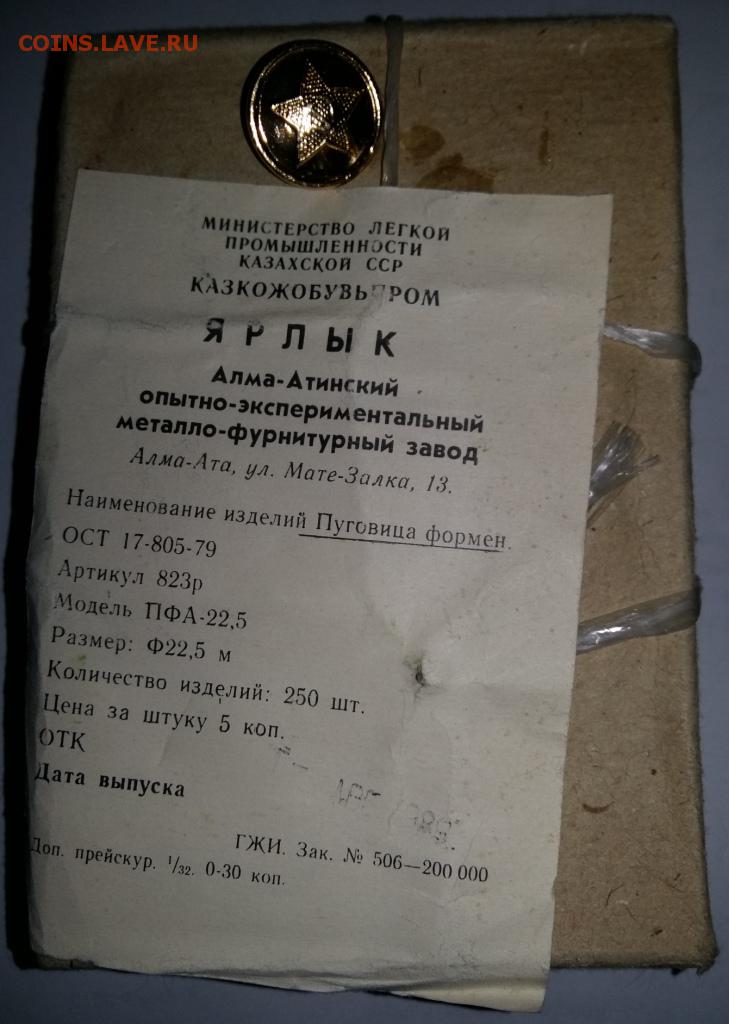 COINS.LAVE.RU
МИНИСТЕРСТВО ЛЕГКОЙ
ПРОМЫШЛЕННОСТИ
КАЗАХСКОЙ ССР
КАЗКОЖОБУВЬПРОМ
ЯРЛЫК
Алма-Атинский
опытно-экспериментальный
металло-фурнитурный завод
Алма-Ата, ул. Мате-Залка, 13.
Наименование изделий Пуговица формен.
ОСТ 17-805-79
Артикул 823р
Модель ПФА-22,5
Размер: Ф22,5 м
Количество изделий: 250 шт.
Цена за штуку 5 коп.
ОТК
Дата выпуска
ГЖИ. Зак. № 506—200 000
Доп. прейскур. 1/32. 0-30 коп.